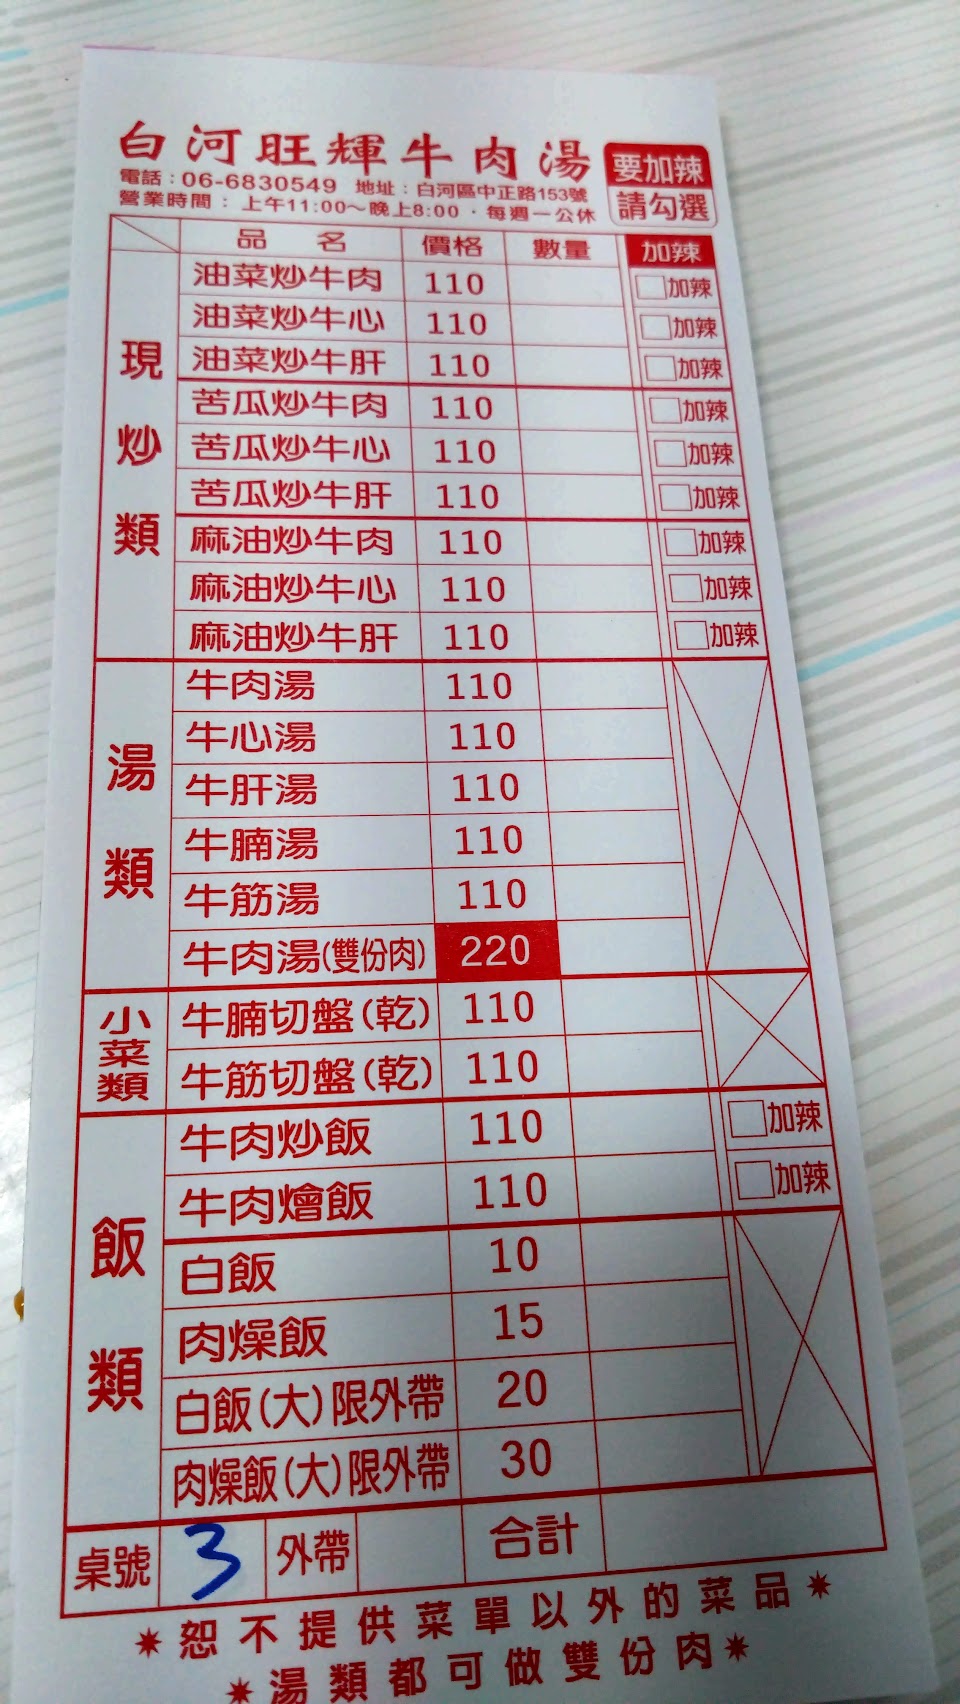 白河旺輝牛肉湯
要加辣
請勾選
電話：06-6830549 地址：白河區中正路153號
營業時間：上午11:00～晚上8:00・每週一公休
品名 價格 數量 加辣
現炒類
油菜炒牛肉 110 加辣
油菜炒牛心 110 加辣
油菜炒牛肝 110 加辣
苦瓜炒牛肉 110 加辣
苦瓜炒牛心 110 加辣
苦瓜炒牛肝 110 加辣
麻油炒牛肉 110 加辣
麻油炒牛心 110 加辣
麻油炒牛肝 110 加辣
湯類
牛肉湯 110
牛心湯 110
牛肝湯 110
牛腩湯 110
牛筋湯 110
牛肉湯(雙份肉) 220
小菜類
牛腩切盤(乾) 110
牛筋切盤(乾) 110
飯類
牛肉炒飯 110 加辣
牛肉燴飯 110 加辣
白飯 10
肉燥飯 15
白飯(大)限外帶 20
肉燥飯(大)限外帶 30
桌號 3 外帶 合計
✷恕不提供菜單以外的菜品✷
✷湯類都可做雙份肉✷